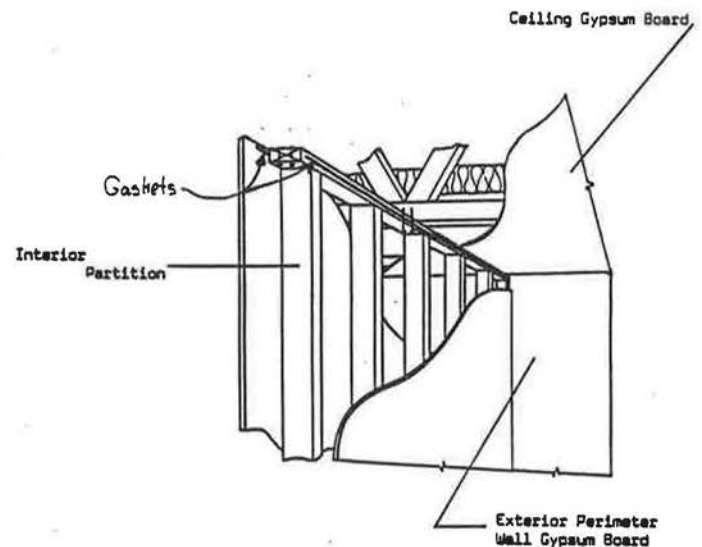 Ceiling Gypsum Board
Gaskets
Interior
Partition
Exterior Perimeter
Wall Gypsum Board